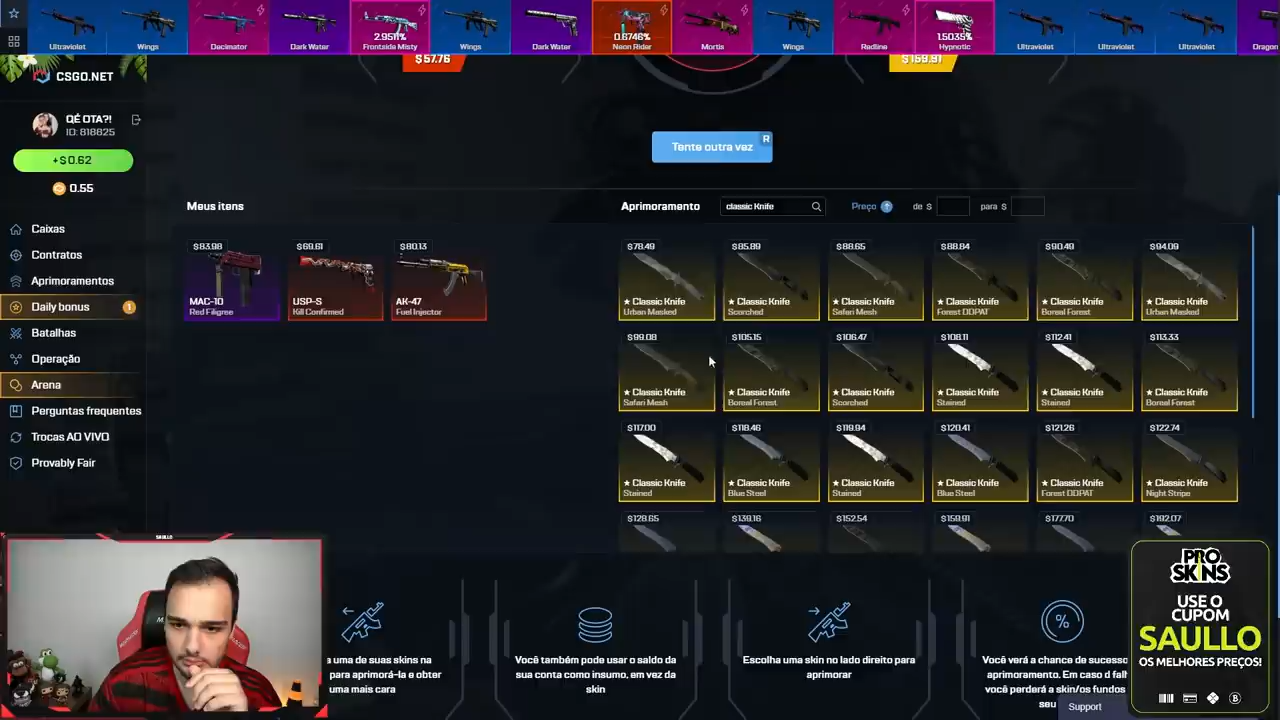 Ultraviolet
Wings
Decimator
Dark Water
2.9511%
Frontside Misty
Wings
Dark Water
0.6746%
Neon Rider
Mortis
Wings
Redline
1.5035%
Hypnotic
Ultraviolet
Ultraviolet
Ultraviolet
Dragon
CSGO.NET
$57.76
$159.91
QÉ OTA?!
ID: 818825
+$0.62
0.55
Tente outra vez
R
Caixas
Contratos
Aprimoramentos
Daily bonus
1
Batalhas
Operação
Arena
Perguntas frequentes
Trocas AO VIVO
Provably Fair
Meus itens
Aprimoramento
classic Knife
Preço
de $
para $
$83.98
MAC-10
Red Filigree
$69.61
USP-S
Kill Confirmed
$80.13
AK-47
Fuel Injector
$78.49
★ Classic Knife
Urban Masked
$85.89
★ Classic Knife
Scorched
$88.65
★ Classic Knife
Safari Mesh
$88.84
★ Classic Knife
Forest DDPAT
$90.49
★ Classic Knife
Boreal Forest
$94.09
★ Classic Knife
Urban Masked
$99.08
★ Classic Knife
Safari Mesh
$105.15
★ Classic Knife
Boreal Forest
$106.47
★ Classic Knife
Scorched
$108.11
★ Classic Knife
Stained
$112.41
★ Classic Knife
Stained
$113.33
★ Classic Knife
Boreal Forest
$117.00
★ Classic Knife
Stained
$118.46
★ Classic Knife
Blue Steel
$119.94
★ Classic Knife
Stained
$120.41
★ Classic Knife
Blue Steel
$121.26
★ Classic Knife
Forest DDPAT
$122.74
★ Classic Knife
Night Stripe
$128.65
$139.16
$152.54
$159.91
$177.70
$192.07
SAULLO
a uma de suas skins na
para aprimorá-la e obter
uma mais cara
Você também pode usar o saldo da
sua conta como insumo, em vez da
skin
Escolha uma skin no lado direito para
aprimorar
%
Você verá a chance de sucesso
aprimoramento. Em caso d fal
você perderá a skin/os fundos
seu
Support
PRO
SKINS
USE O
CUPOM
SAULLO
OS MELHORES PREÇOS!